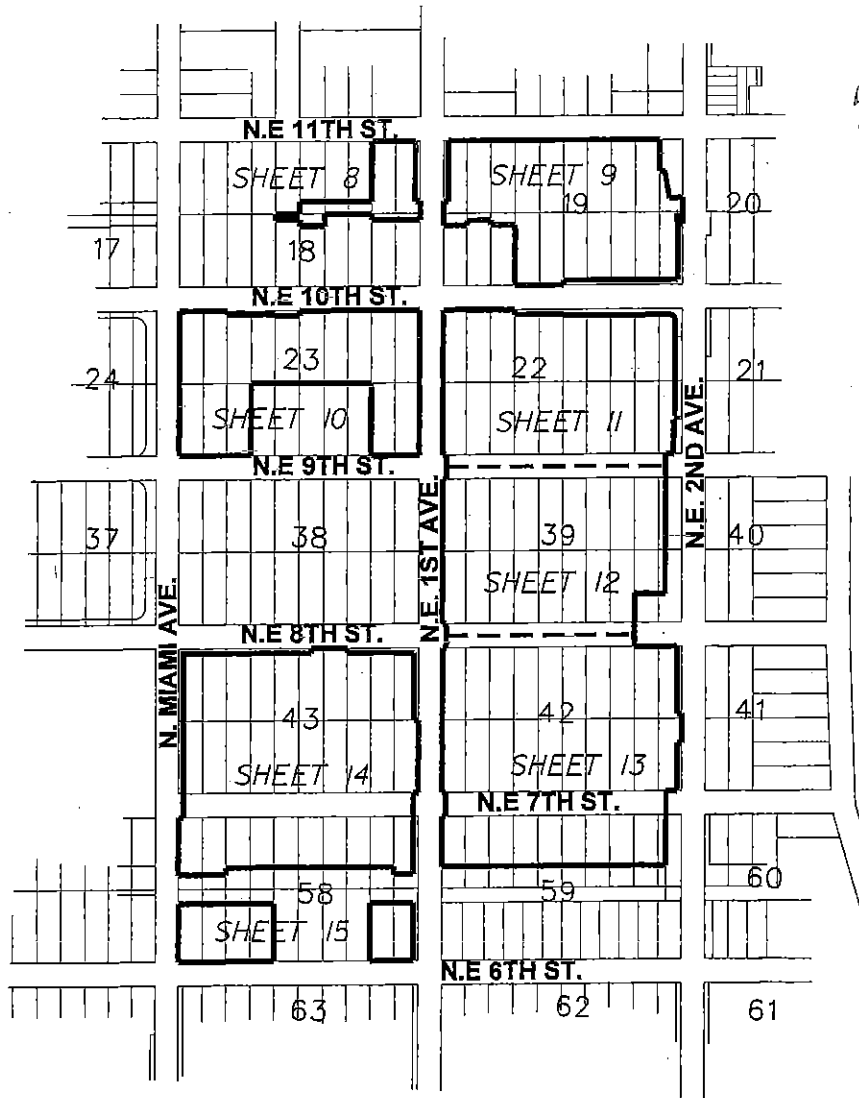 N.E 11TH ST.
SHEET 8
SHEET 9
19
20
17
18
N.E 10TH ST.
23
22
24
21
SHEET 10
SHEET 11
N.E 9TH ST.
N.E. 2ND AVE.
37
38
39
40
N.E. 1ST AVE.
SHEET 12
N. MIAMI AVE.
N.E 8TH ST.
43
42
41
SHEET 14
SHEET 13
N.E 7TH ST.
58
59
60
SHEET 15
N.E 6TH ST.
63
62
61